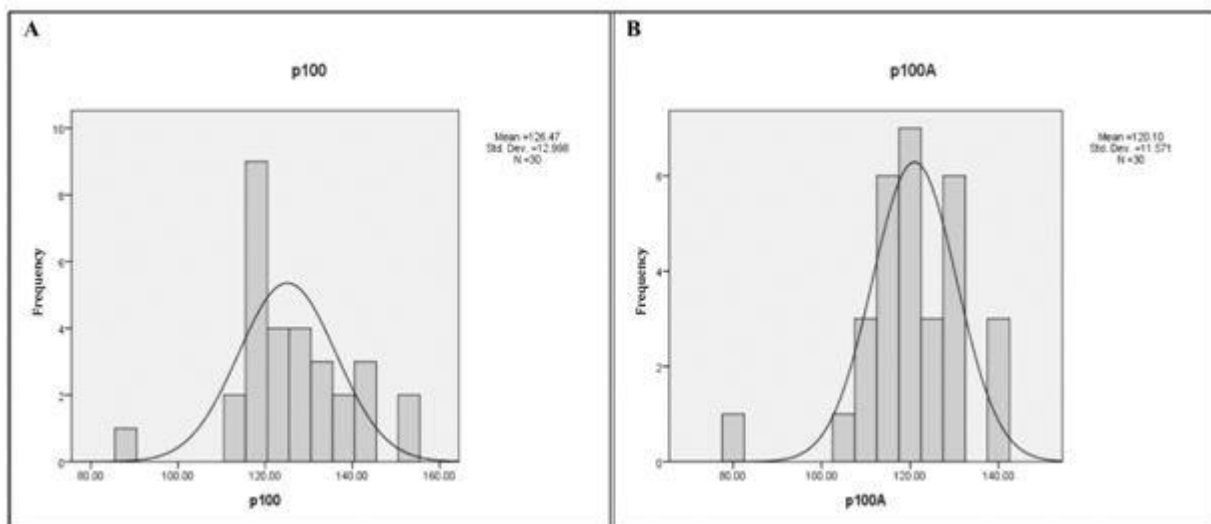 A
p100
Mean =126.47
Std. Dev. =12.998
N =30
10
8
6
4
2
0
Frequency
80.00 100.00 120.00 140.00 160.00
p100
B
p100A
Mean =120.10
Std. Dev. =11.571
N =30
6
4
2
0
Frequency
80.00 100.00 120.00 140.00
p100A